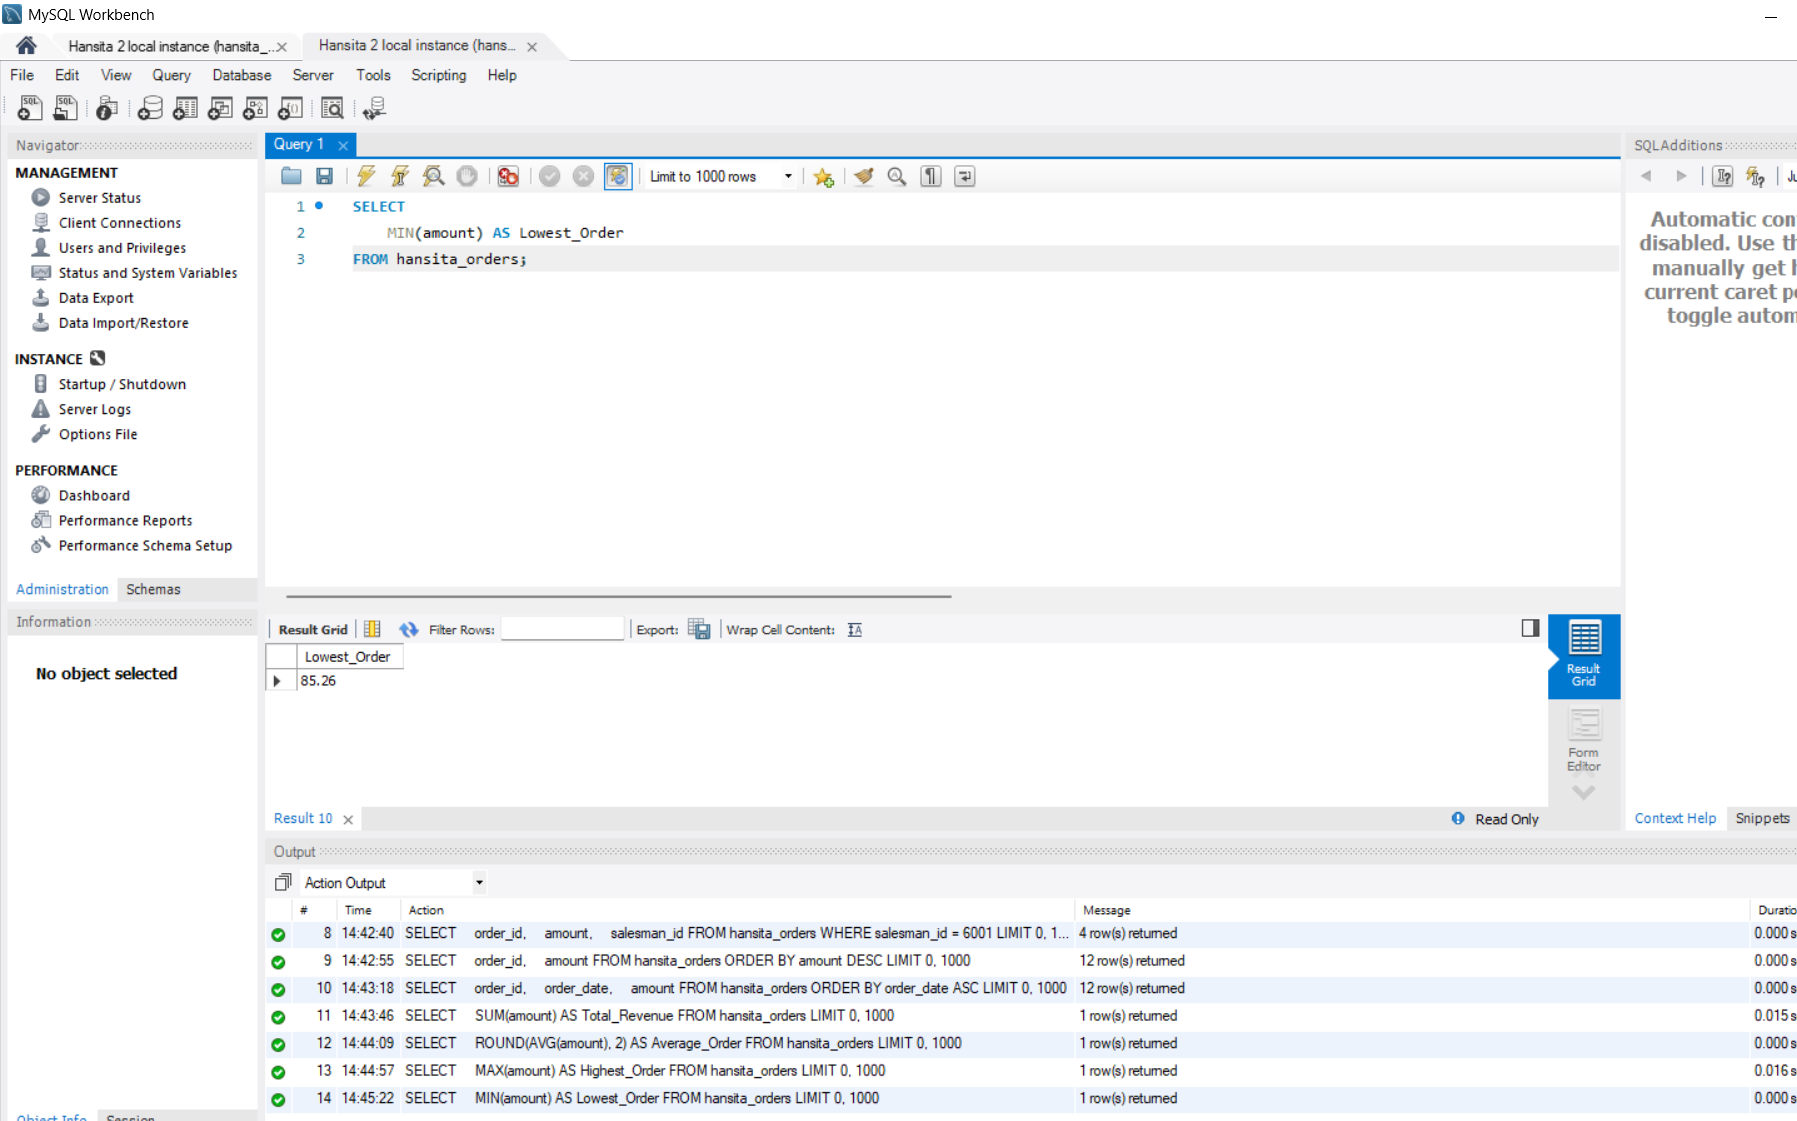 MySQL Workbench
Hansita 2 local instance (hansita_...
Hansita 2 local instance (hans...
File Edit View Query Database Server Tools Scripting Help
Navigator
MANAGEMENT
Server Status
Client Connections
Users and Privileges
Status and System Variables
Data Export
Data Import/Restore
INSTANCE
Startup / Shutdown
Server Logs
Options File
PERFORMANCE
Dashboard
Performance Reports
Performance Schema Setup
Administration Schemas
Information
No object selected
Object Info Session
Query 1
Limit to 1000 rows
1 SELECT
2 MIN(amount) AS Lowest_Order
3 FROM hansita_orders;
Result Grid Filter Rows: Export: Wrap Cell Content:
Lowest_Order
85.26
Result Grid
Form Editor
Result 10
Read Only
SQLAdditions
Automatic con
disabled. Use th
manually get
current caret
toggle autom
Context Help Snippets
Output
Action Output
# Time Action Message Duratio
8 14:42:40 SELECT order_id, amount, salesman_id FROM hansita_orders WHERE salesman_id = 6001 LIMIT 0, 1... 4 row(s) returned 0.000 s
9 14:42:55 SELECT order_id, amount FROM hansita_orders ORDER BY amount DESC LIMIT 0, 1000 12 row(s) returned 0.000 s
10 14:43:18 SELECT order_id, order_date, amount FROM hansita_orders ORDER BY order_date ASC LIMIT 0, 1000 12 row(s) returned 0.000 s
11 14:43:46 SELECT SUM(amount) AS Total_Revenue FROM hansita_orders LIMIT 0, 1000 1 row(s) returned 0.015 s
12 14:44:09 SELECT ROUND(AVG(amount), 2) AS Average_Order FROM hansita_orders LIMIT 0, 1000 1 row(s) returned 0.000 s
13 14:44:57 SELECT MAX(amount) AS Highest_Order FROM hansita_orders LIMIT 0, 1000 1 row(s) returned 0.016 s
14 14:45:22 SELECT MIN(amount) AS Lowest_Order FROM hansita_orders LIMIT 0, 1000 1 row(s) returned 0.000 s